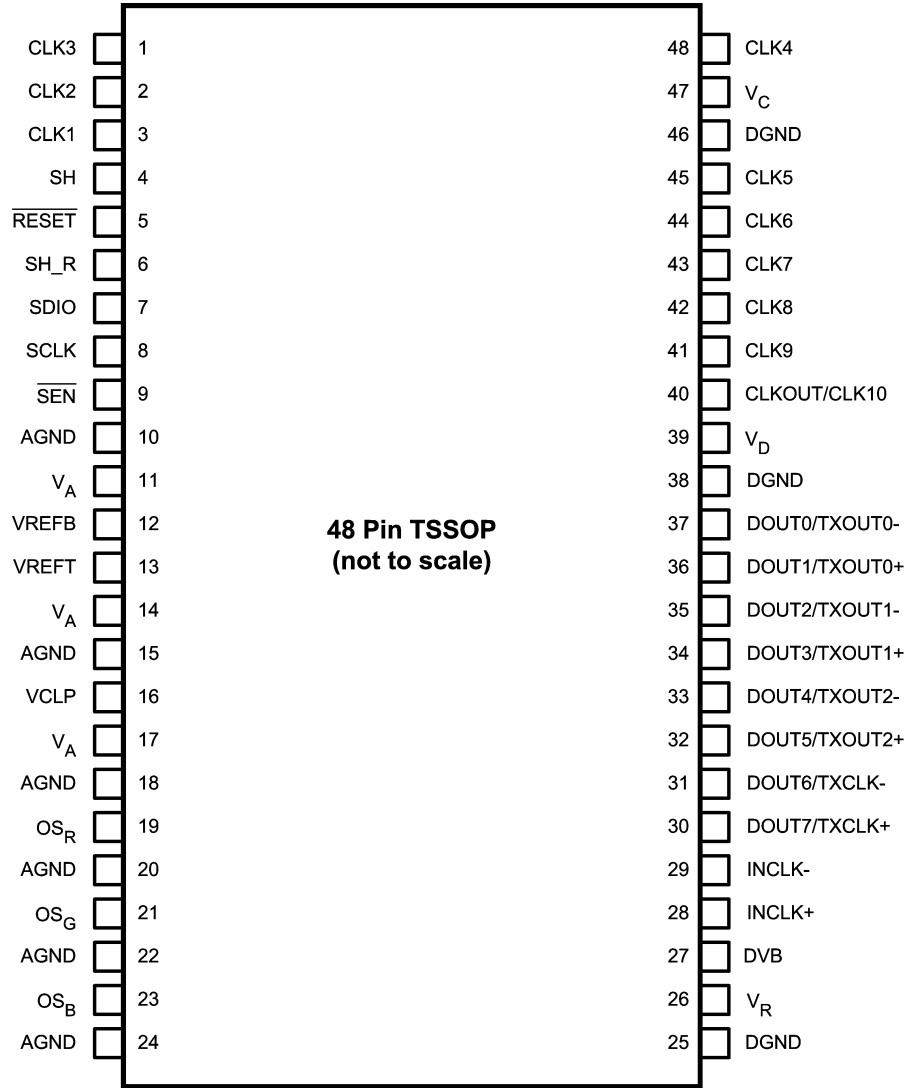 CLK3 1 48 CLK4
CLK2 2 47 VC
CLK1 3 46 DGND
SH 4 45 CLK5
RESET 5 44 CLK6
SH_R 6 43 CLK7
SDIO 7 42 CLK8
SCLK 8 41 CLK9
SEN 9 40 CLKOUT/CLK10
AGND 10 39 VD
VA 11 38 DGND
VREFB 12 37 DOUT0/TXOUT0-
48 Pin TSSOP
(not to scale)
VREFT 13 36 DOUT1/TXOUT0+
VA 14 35 DOUT2/TXOUT1-
AGND 15 34 DOUT3/TXOUT1+
VCLP 16 33 DOUT4/TXOUT2-
VA 17 32 DOUT5/TXOUT2+
AGND 18 31 DOUT6/TXCLK-
OSR 19 30 DOUT7/TXCLK+
AGND 20 29 INCLK-
OSG 21 28 INCLK+
AGND 22 27 DVB
OSB 23 26 VR
AGND 24 25 DGND